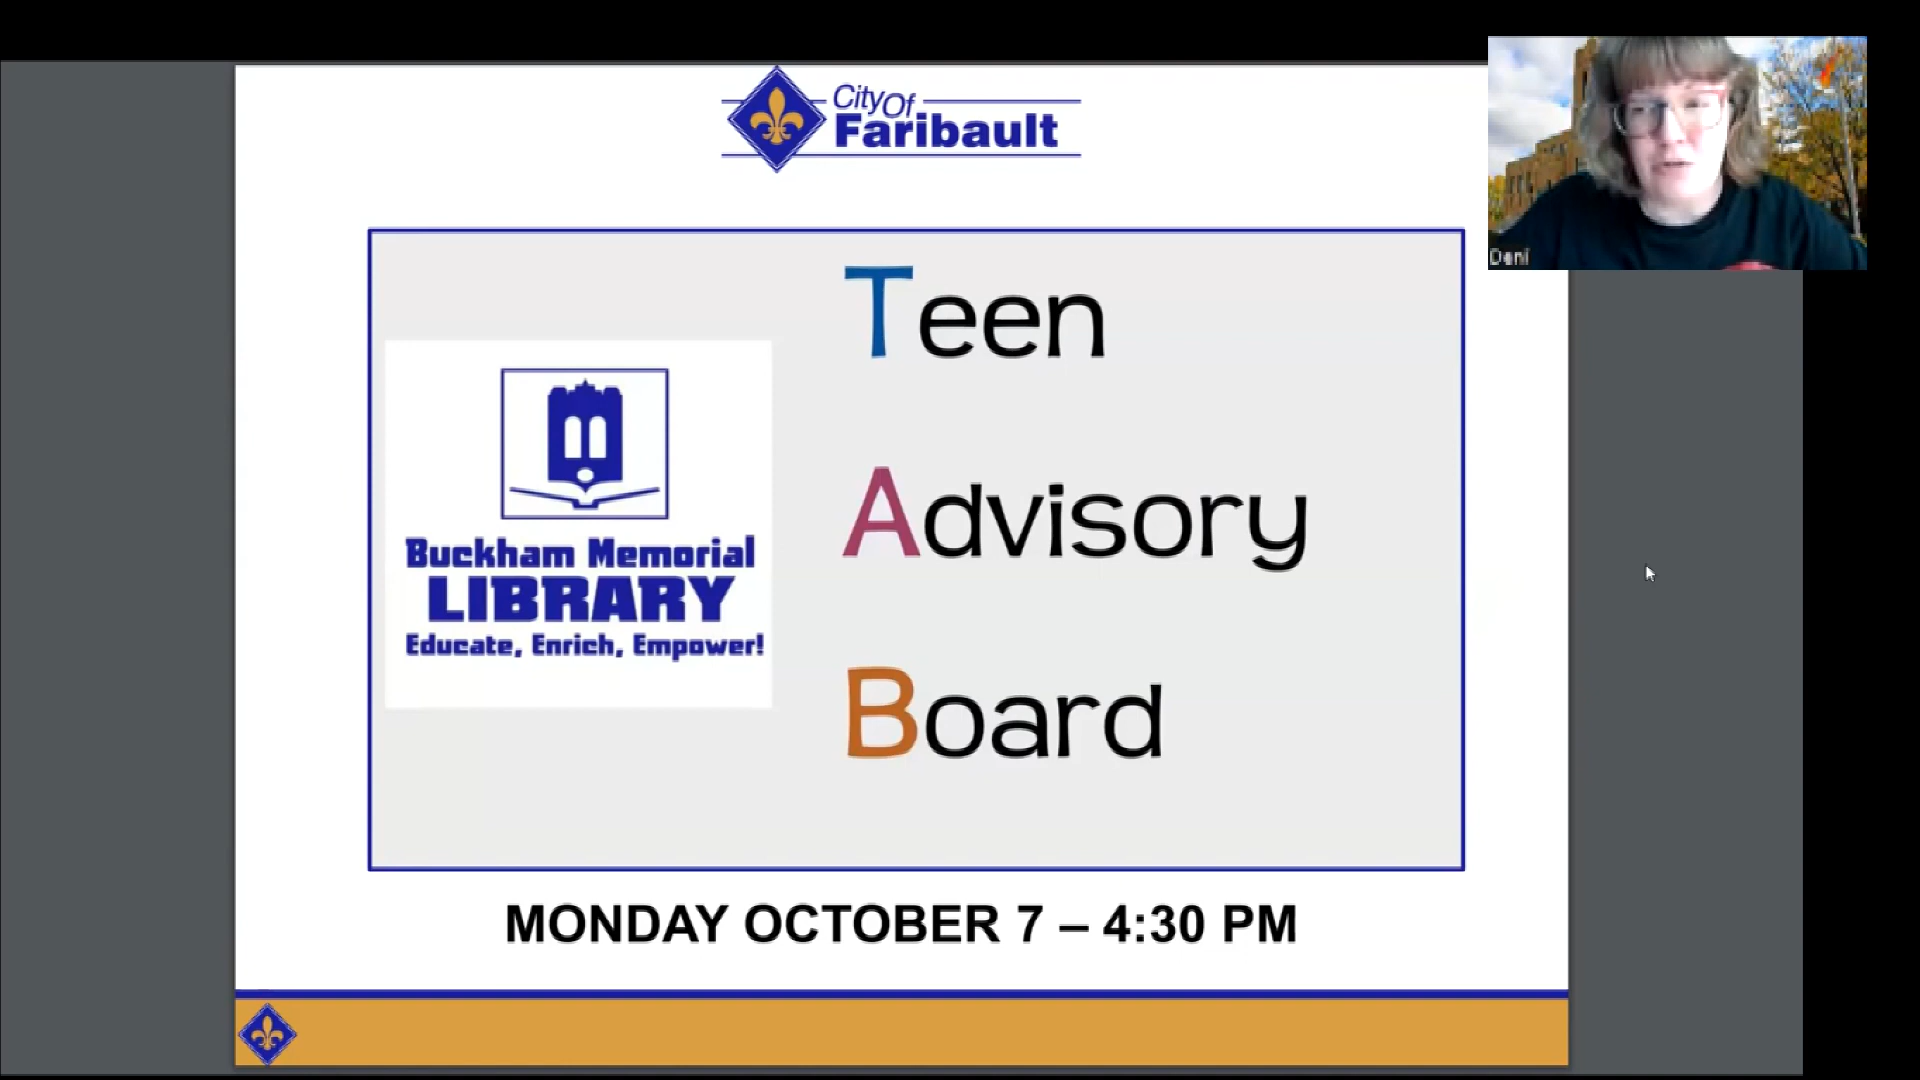 City Of
Faribault
Deni
Teen
Advisory
Board
Buckham Memorial
LIBRARY
Educate, Enrich, Empower!
MONDAY OCTOBER 7 – 4:30 PM